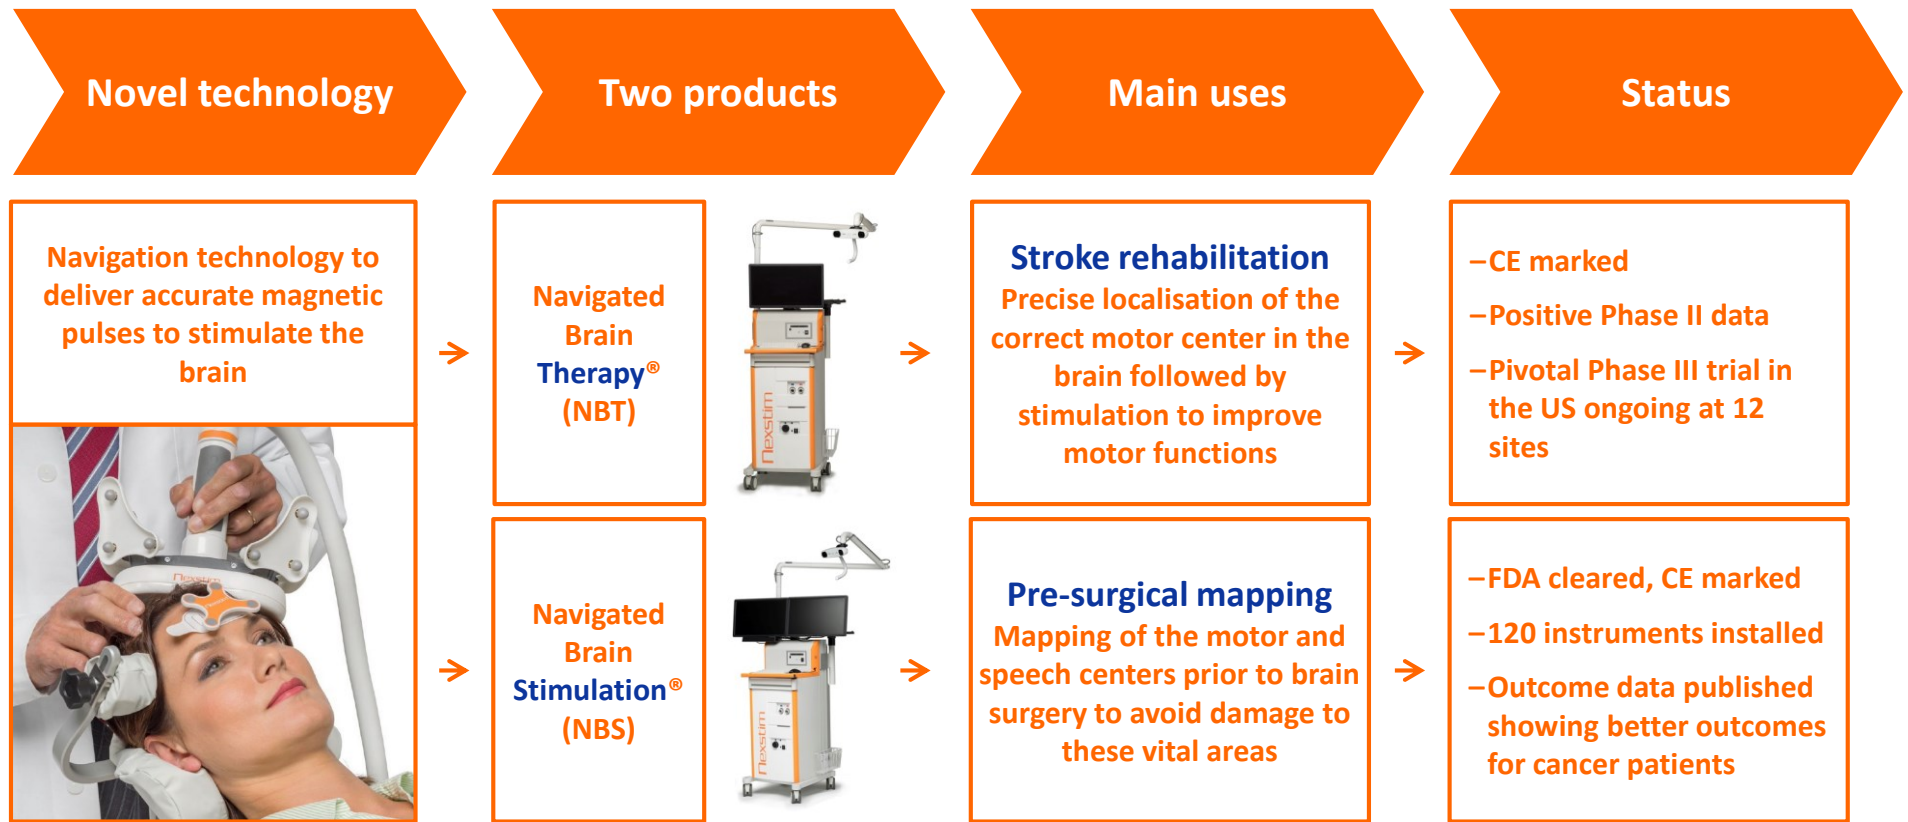 Novel technology
Two products
Main uses
Status
Navigation technology to
deliver accurate magnetic
pulses to stimulate the
brain
nexstim
Navigated
Brain
Therapy®
(NBT)
nexstim
Stroke rehabilitation
Precise localisation of the
correct motor center in the
brain followed by
stimulation to improve
motor functions
–CE marked
–Positive Phase II data
–Pivotal Phase III trial in
the US ongoing at 12
sites
Navigated
Brain
Stimulation®
(NBS)
nexstim
Pre-surgical mapping
Mapping of the motor and
speech centers prior to brain
surgery to avoid damage to
these vital areas
–FDA cleared, CE marked
–120 instruments installed
–Outcome data published
showing better outcomes
for cancer patients